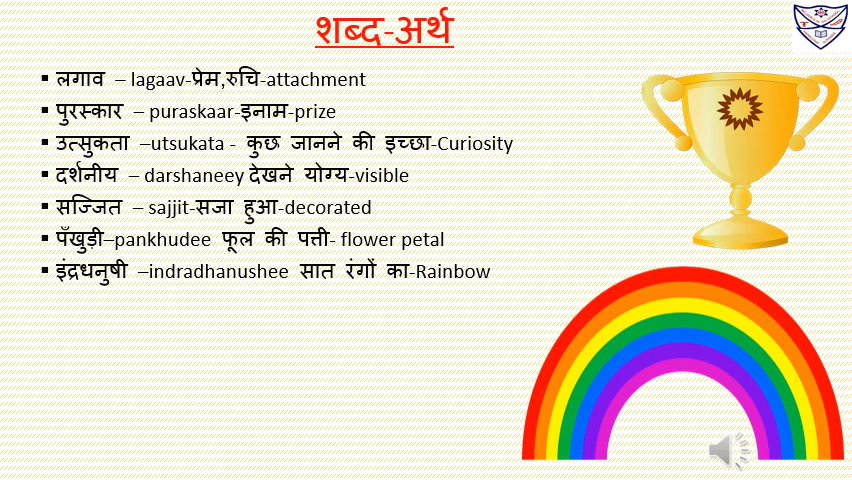 शब्द-अर्थ
▪ लगाव – lagaav-प्रेम,रुचि-attachment
▪ पुरस्कार – puraskaar-इनाम-prize
▪ उत्सुकता –utsukata - कुछ जानने की इच्छा-Curiosity
▪ दर्शनीय – darshaneey देखने योग्य-visible
▪ सज्जित – sajjit-सजा हुआ-decorated
▪ पँखुड़ी–pankhudee फूल की पत्ती- flower petal
▪ इंद्रधनुषी –indradhanushee सात रंगों का-Rainbow